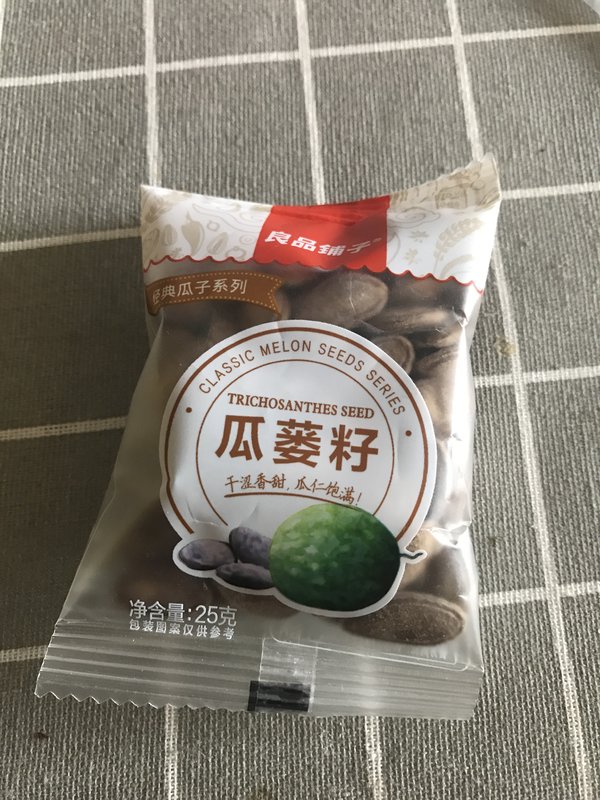 良品铺子®
经典瓜子系列
CLASSIC MELON SEEDS SERIES
TRICHOSANTHES SEED
瓜蒌籽
干涩香甜,瓜仁饱满!
净含量:25克
包装图案仅供参考